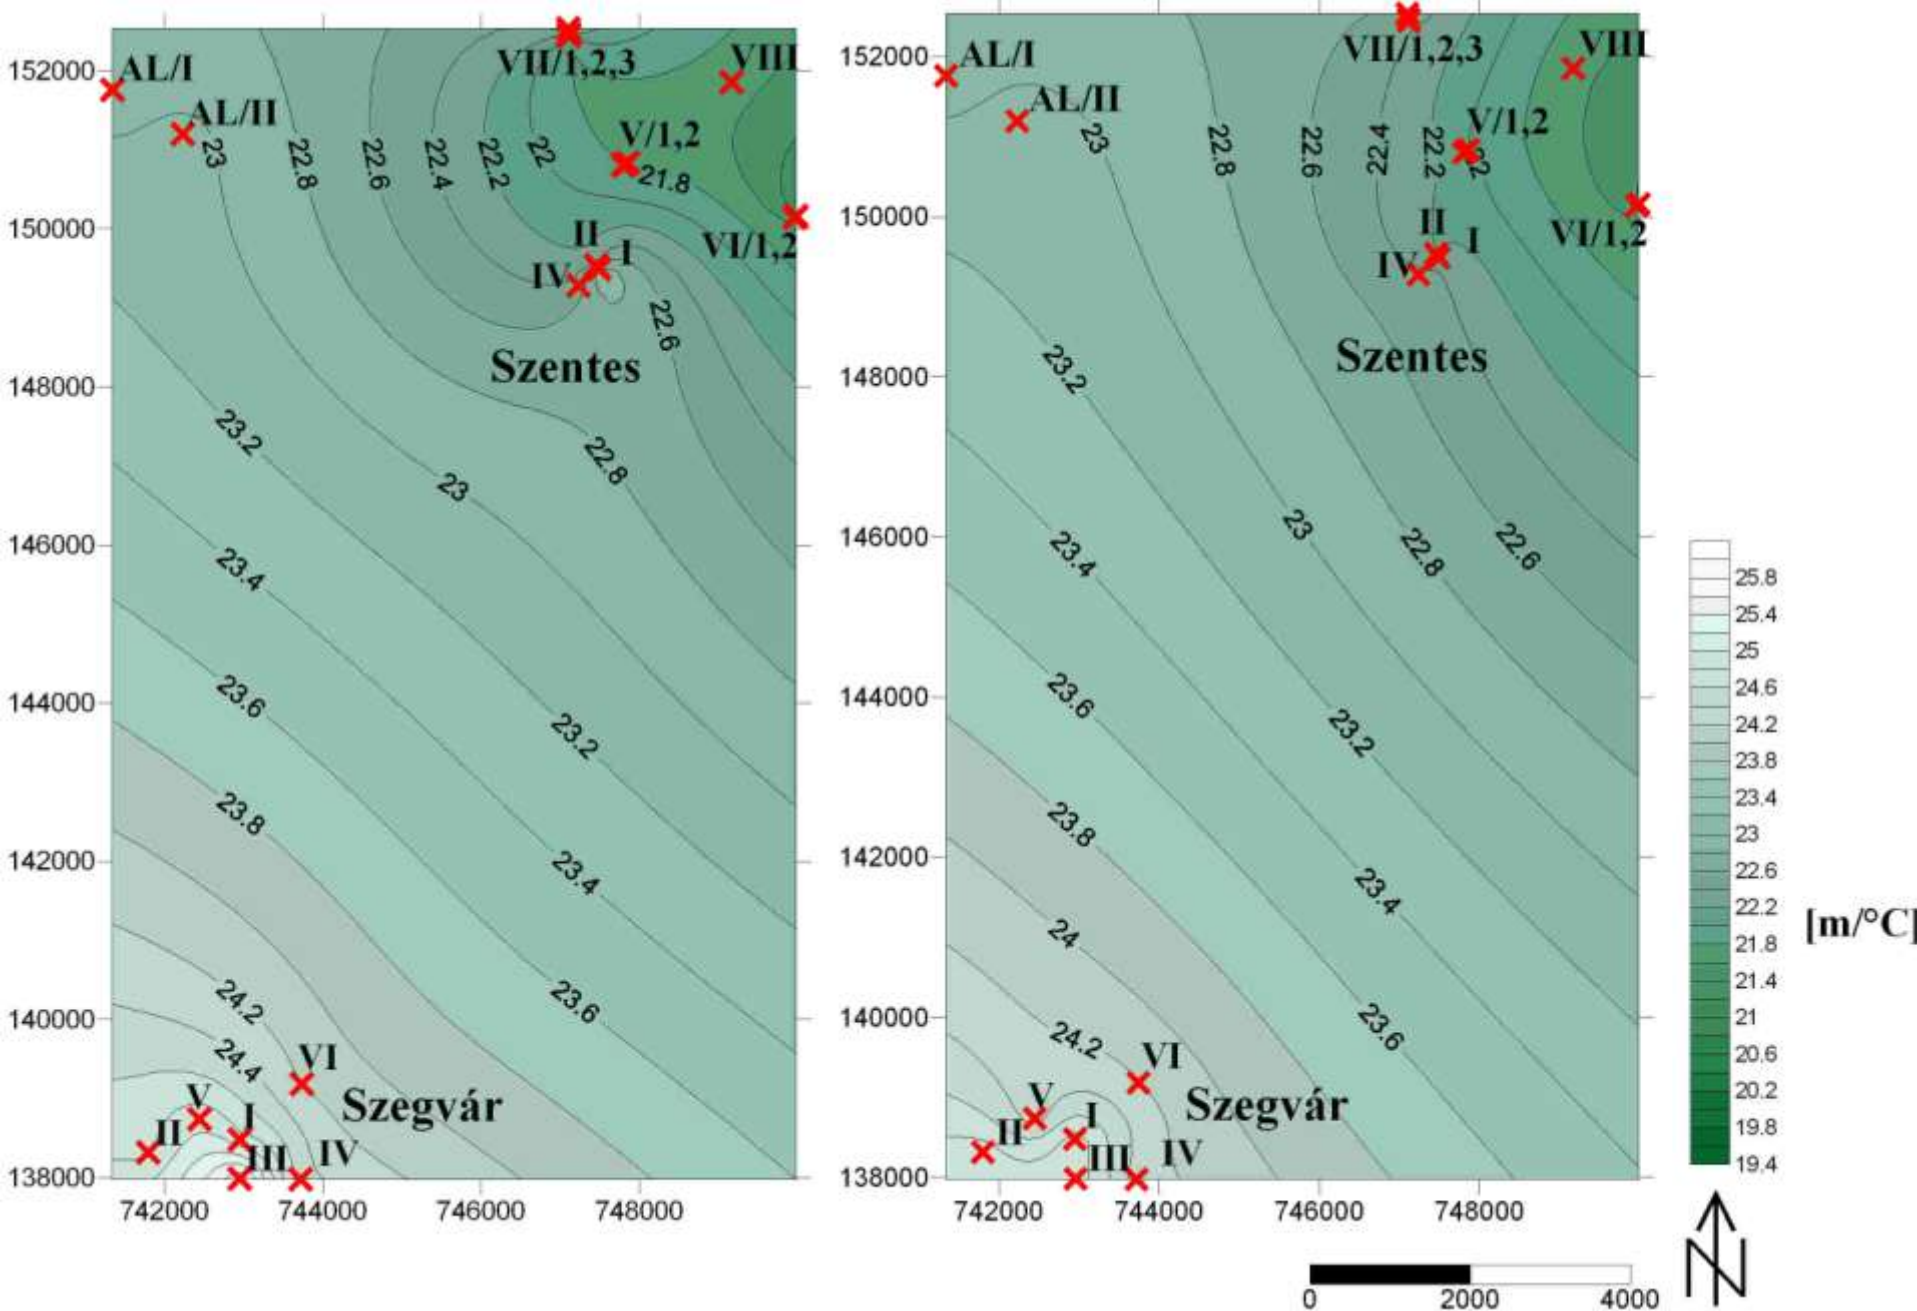 152000
150000
148000
146000
144000
142000
140000
138000
742000
744000
746000
748000
AL/I
AL/II
VII/1,2,3
VIII
V/1,2
VI/1,2
II
I
IV
Szentes
23
22.8
22.6
22.4
22.2
22
21.8
22.6
22.8
23
23.2
23.4
23.6
23.8
23.2
23.4
23.6
24.2
24.4
VI
Szegvár
V
I
II
III
IV
152000
150000
148000
146000
144000
142000
140000
138000
742000
744000
746000
748000
AL/I
AL/II
VII/1,2,3
VIII
V/1,2
VI/1,2
II
I
IV
Szentes
23
22.8
22.6
22.4
22.2
22
23.2
23
22.8
22.6
23.4
23.6
23.2
23.8
23.4
24
23.6
24.2
VI
Szegvár
V
I
II
III
IV
25.8
25.4
25
24.6
24.2
23.8
23.4
23
22.6
22.2
21.8
21.4
21
20.6
20.2
19.8
19.4
[m/°C]
N
0
2000
4000